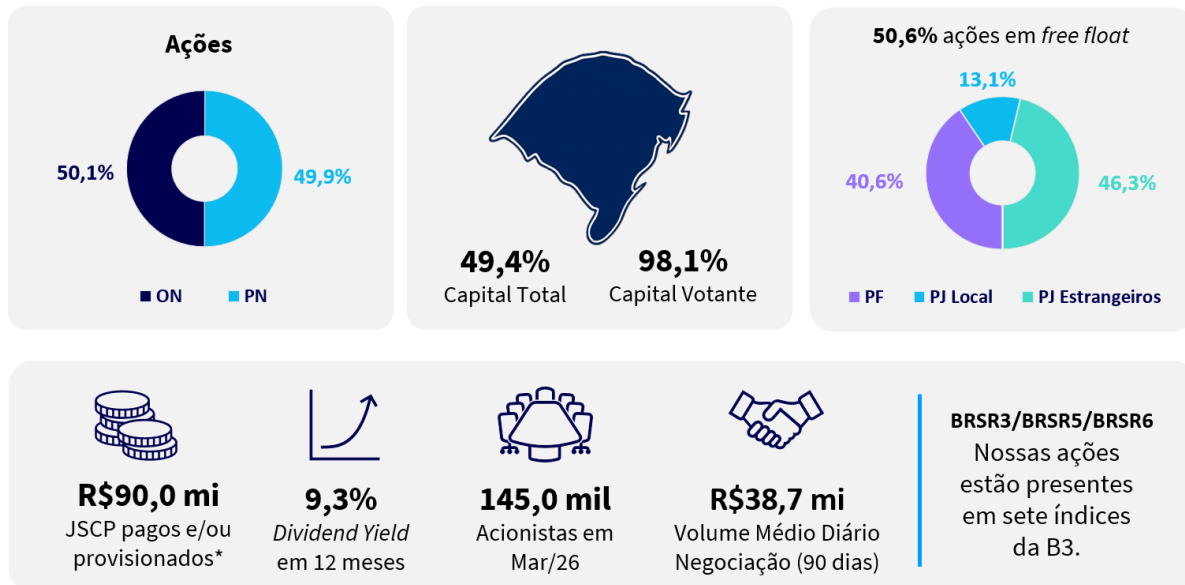 Ações
50,1%
49,9%
ON
PN
49,4%
Capital Total
98,1%
Capital Votante
50,6% ações em free float
13,1%
40,6%
46,3%
PF
PJ Local
PJ Estrangeiros
R$90,0 mi
JSCP pagos e/ou
provisionados*
9,3%
Dividend Yield
em 12 meses
145,0 mil
Acionistas em
Mar/26
R$38,7 mi
Volume Médio Diário
Negociação (90 dias)
BRSR3/BRSR5/BRSR6
Nossas ações
estão presentes
em sete índices
da B3.